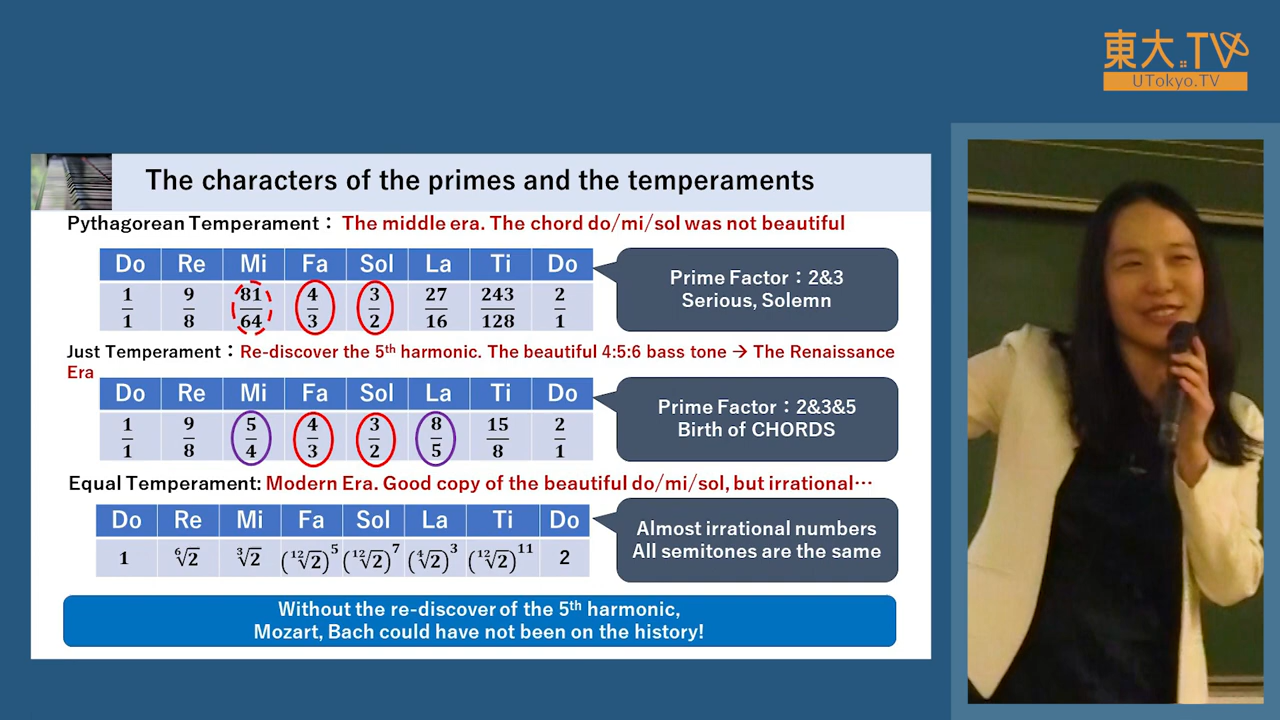 東大.TV
UTokyo.TV
The characters of the primes and the temperaments
Pythagorean Temperament： The middle era. The chord do/mi/sol was not beautiful
Do Re Mi Fa Sol La Ti Do
1/1 9/8 81/64 4/3 3/2 27/16 243/128 2/1
Prime Factor：2&3
Serious, Solemn
Just Temperament：Re-discover the 5th harmonic. The beautiful 4:5:6 bass tone → The Renaissance
Era
Do Re Mi Fa Sol La Ti Do
1/1 9/8 5/4 4/3 3/2 8/5 15/8 2/1
Prime Factor：2&3&5
Birth of CHORDS
Equal Temperament: Modern Era. Good copy of the beautiful do/mi/sol, but irrational…
Do Re Mi Fa Sol La Ti Do
1 ⁶√2 ³√2 (¹²√2)⁵ (¹²√2)⁷ (⁴√2)³ (¹²√2)¹¹ 2
Almost irrational numbers
All semitones are the same
Without the re-discover of the 5th harmonic,
Mozart, Bach could have not been on the history!